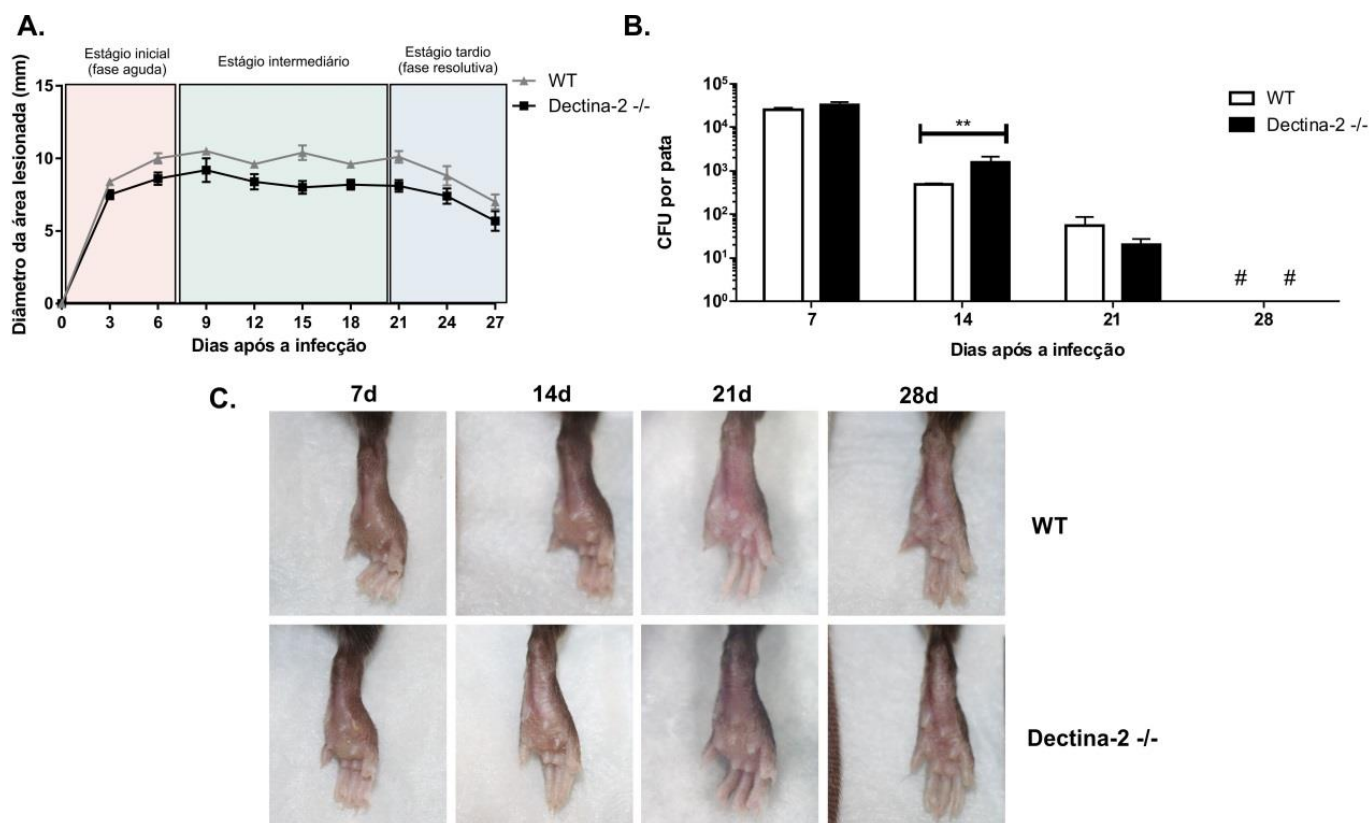 A.
Estágio inicial
(fase aguda)
Estágio intermediário
Estágio tardio
(fase resolutiva)
WT
Dectina-2 -/-
Diâmetro da área lesionada (mm)
15
10
5
0
0 3 6 9 12 15 18 21 24 27
Dias após a infecção
B.
WT
Dectina-2 -/-
**
CFU por pata
10⁵
10⁴
10³
10²
10¹
10⁰
# #
7 14 21 28
Dias após a infecção
C.
7d 14d 21d 28d
WT
Dectina-2 -/-